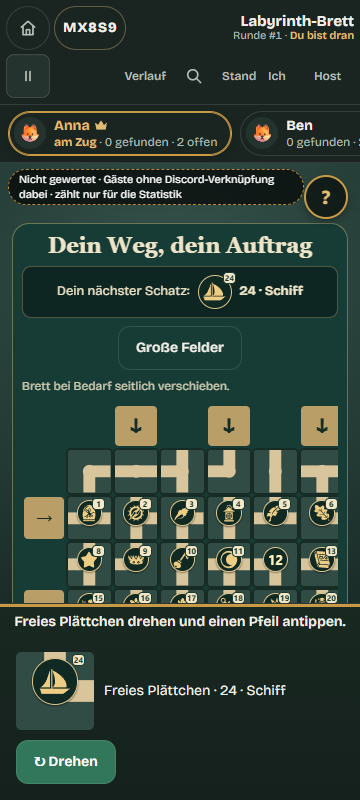 MX8S9
Labyrinth-Brett
Runde #1 · Du bist dran
Verlauf
Stand
Ich
Host
Anna
am Zug · 0 gefunden · 2 offen
Ben
0 gefunden ·
Nicht gewertet · Gäste ohne Discord-Verknüpfung
dabei · zählt nur für die Statistik
?
Dein Weg, dein Auftrag
Dein nächster Schatz:
24
24 · Schiff
Große Felder
Brett bei Bedarf seitlich verschieben.
↓ ↓ ↓
→
1 2 3 4 5 6
8 9 10 11 12 13
15 16 17 18 19 20
Freies Plättchen drehen und einen Pfeil antippen.
24
Freies Plättchen · 24 · Schiff
↻ Drehen